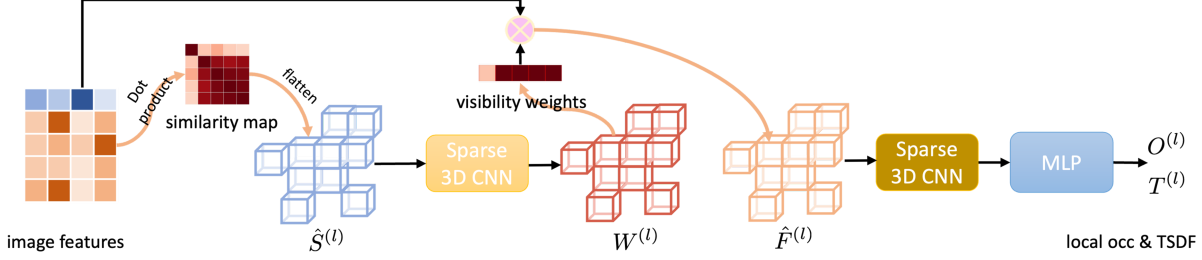 Dot
product
similarity map
flatten
visibility weights
Sparse
3D CNN
Sparse
3D CNN
MLP
O^{(l)}
T^{(l)}
image features
Ŝ^{(l)}
W^{(l)}
F̂^{(l)}
local occ & TSDF